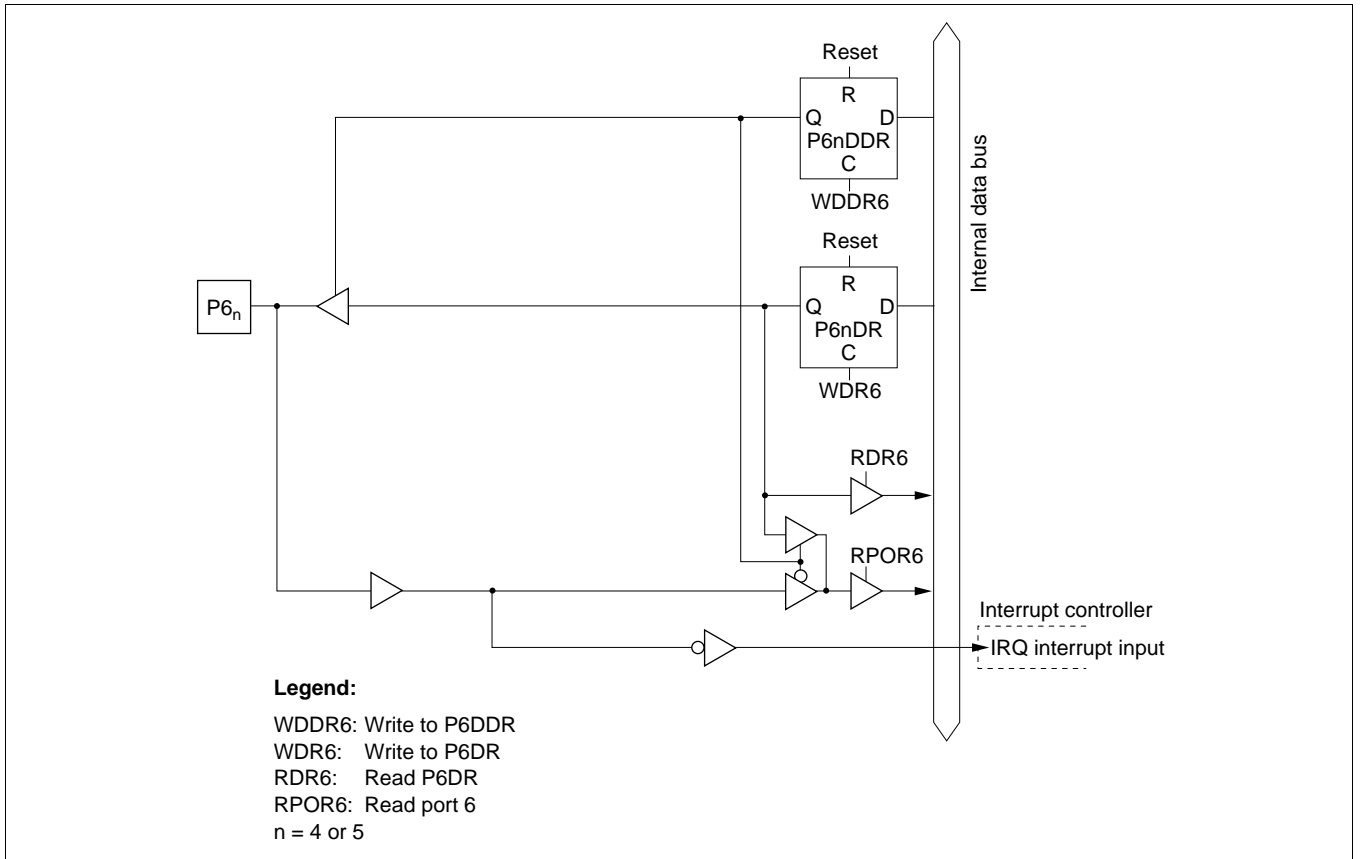 Reset
R
Q D
P6nDDR
C
WDDR6
Reset
R
Q D
P6nDR
C
WDR6
P6n
Internal data bus
RDR6
RPOR6
Interrupt controller
IRQ interrupt input
Legend:
WDDR6: Write to P6DDR
WDR6: Write to P6DR
RDR6: Read P6DR
RPOR6: Read port 6
n = 4 or 5